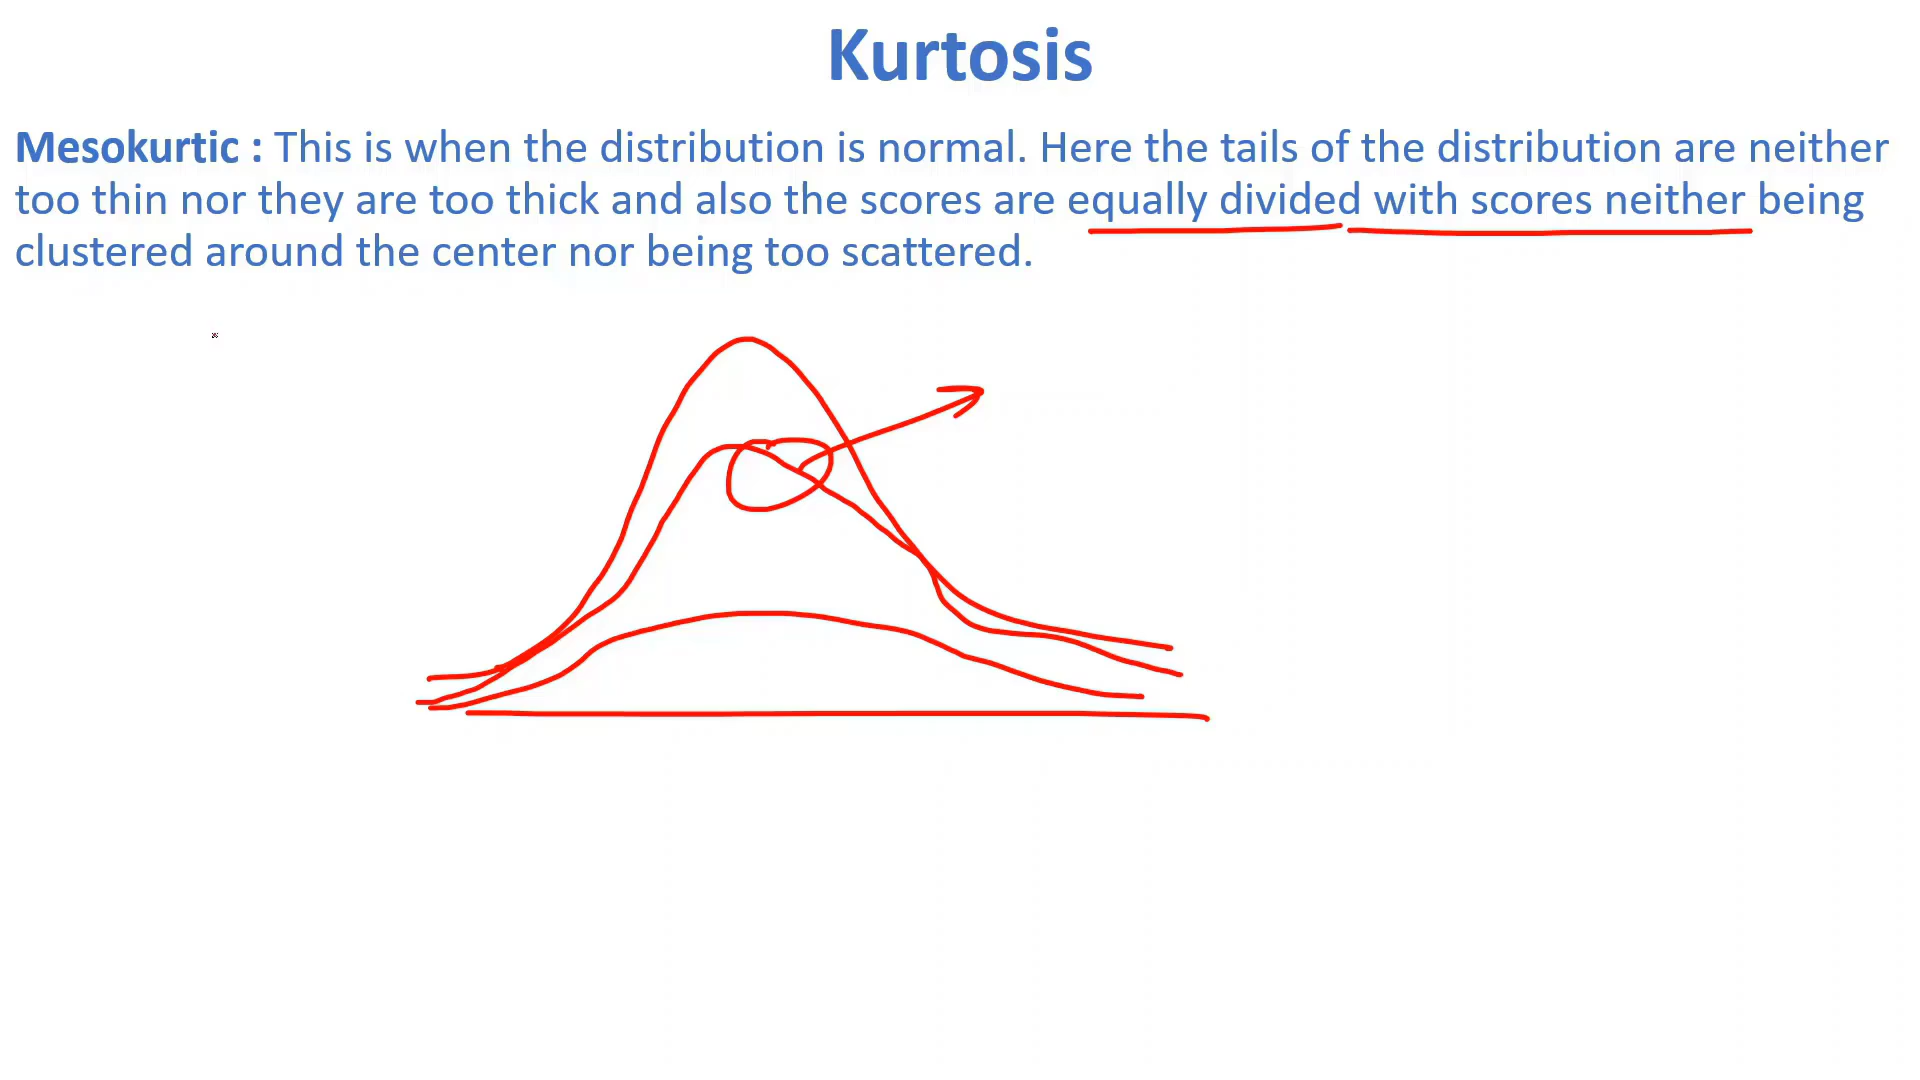 Kurtosis
Mesokurtic : This is when the distribution is normal. Here the tails of the distribution are neither
too thin nor they are too thick and also the scores are equally divided with scores neither being
clustered around the center nor being too scattered.